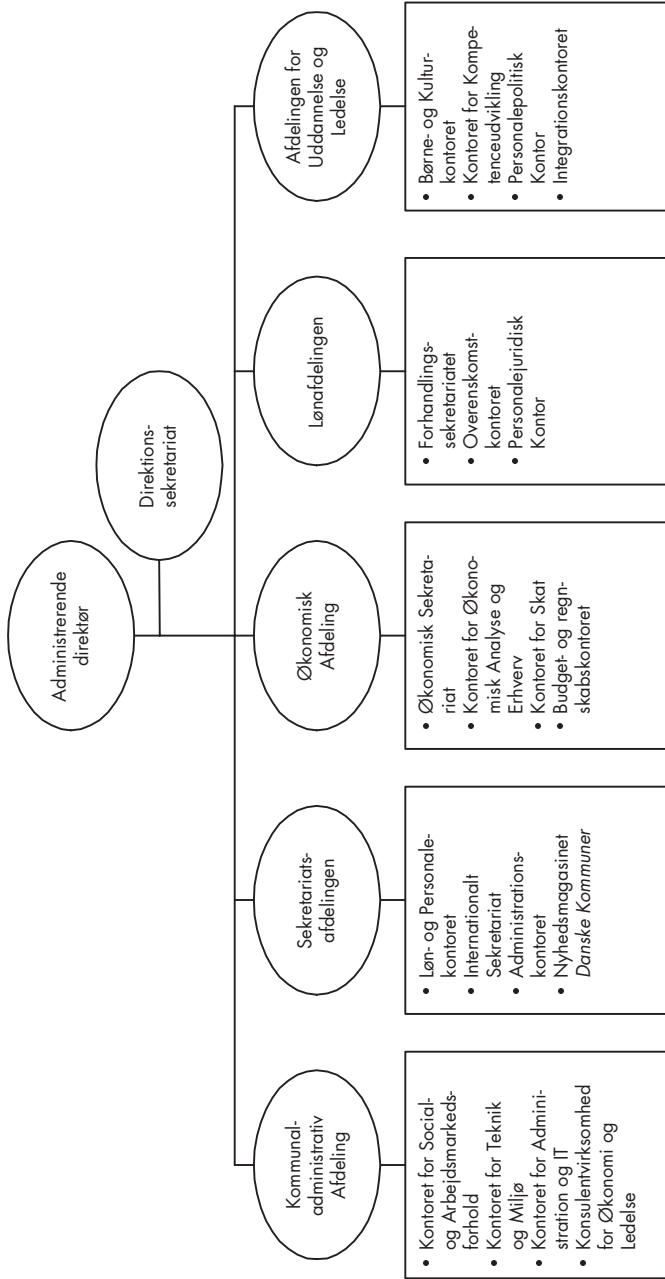 Administrerende
direktør
Direktions-
sekretariat
Kommunal-
administrativ
Afdeling
Sekretariats-
afdelingen
Økonomisk
Afdeling
Lønafdelingen
Afdelingen for
Uddannelse og
Ledelse
• Kontoret for Social-
og Arbejdsmarkeds-
forhold
• Kontoret for Teknik
og Miljø
• Kontoret for Admini-
stration og IT
• Konsulentvirksomhed
for Økonomi og
Ledelse
• Løn- og Personale-
kontoret
• Internationalt
Sekretariat
• Administrations-
kontoret
• Nyhedsmagasinet
Danske Kommuner
• Økonomisk Sekreta-
riat
• Kontoret for Økono-
misk Analyse og
Erhverv
• Kontoret for Skat
• Budget- og regn-
skabskontoret
• Forhandlings-
sekretariatet
• Overenskomst-
kontoret
• Personalejuridisk
Kontor
• Børne- og Kultur-
kontoret
• Kontoret for Kompe-
tenceudvikling
• Personalepolitisk
Kontor
• Integrationskontoret